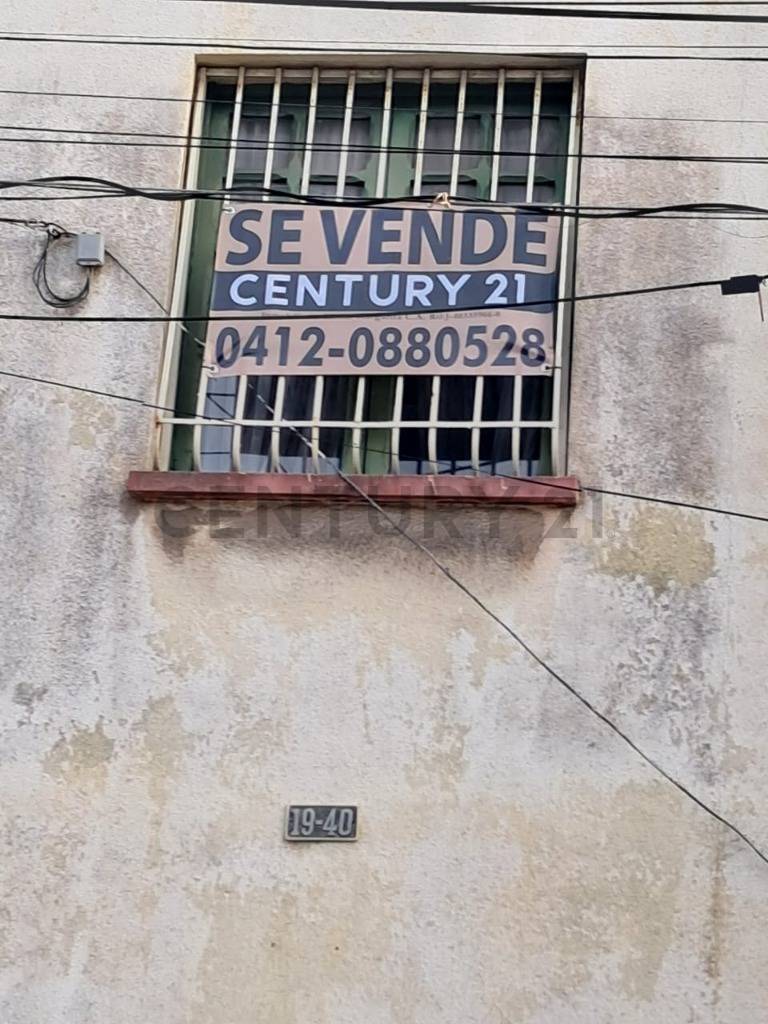 SE VENDE
CENTURY 21
0412-0880528
CENTURY 21
19-40